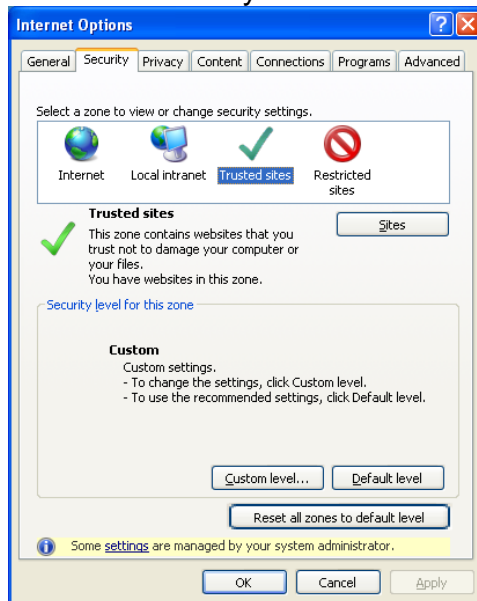 Internet Options
General Security Privacy Content Connections Programs Advanced
Select a zone to view or change security settings.
Internet Local intranet Trusted sites Restricted
sites
Trusted sites
Sites
This zone contains websites that you
trust not to damage your computer or
your files.
You have websites in this zone.
Security level for this zone
Custom
Custom settings.
- To change the settings, click Custom level.
- To use the recommended settings, click Default level.
Custom level... Default level
Reset all zones to default level
Some settings are managed by your system administrator.
OK Cancel Apply